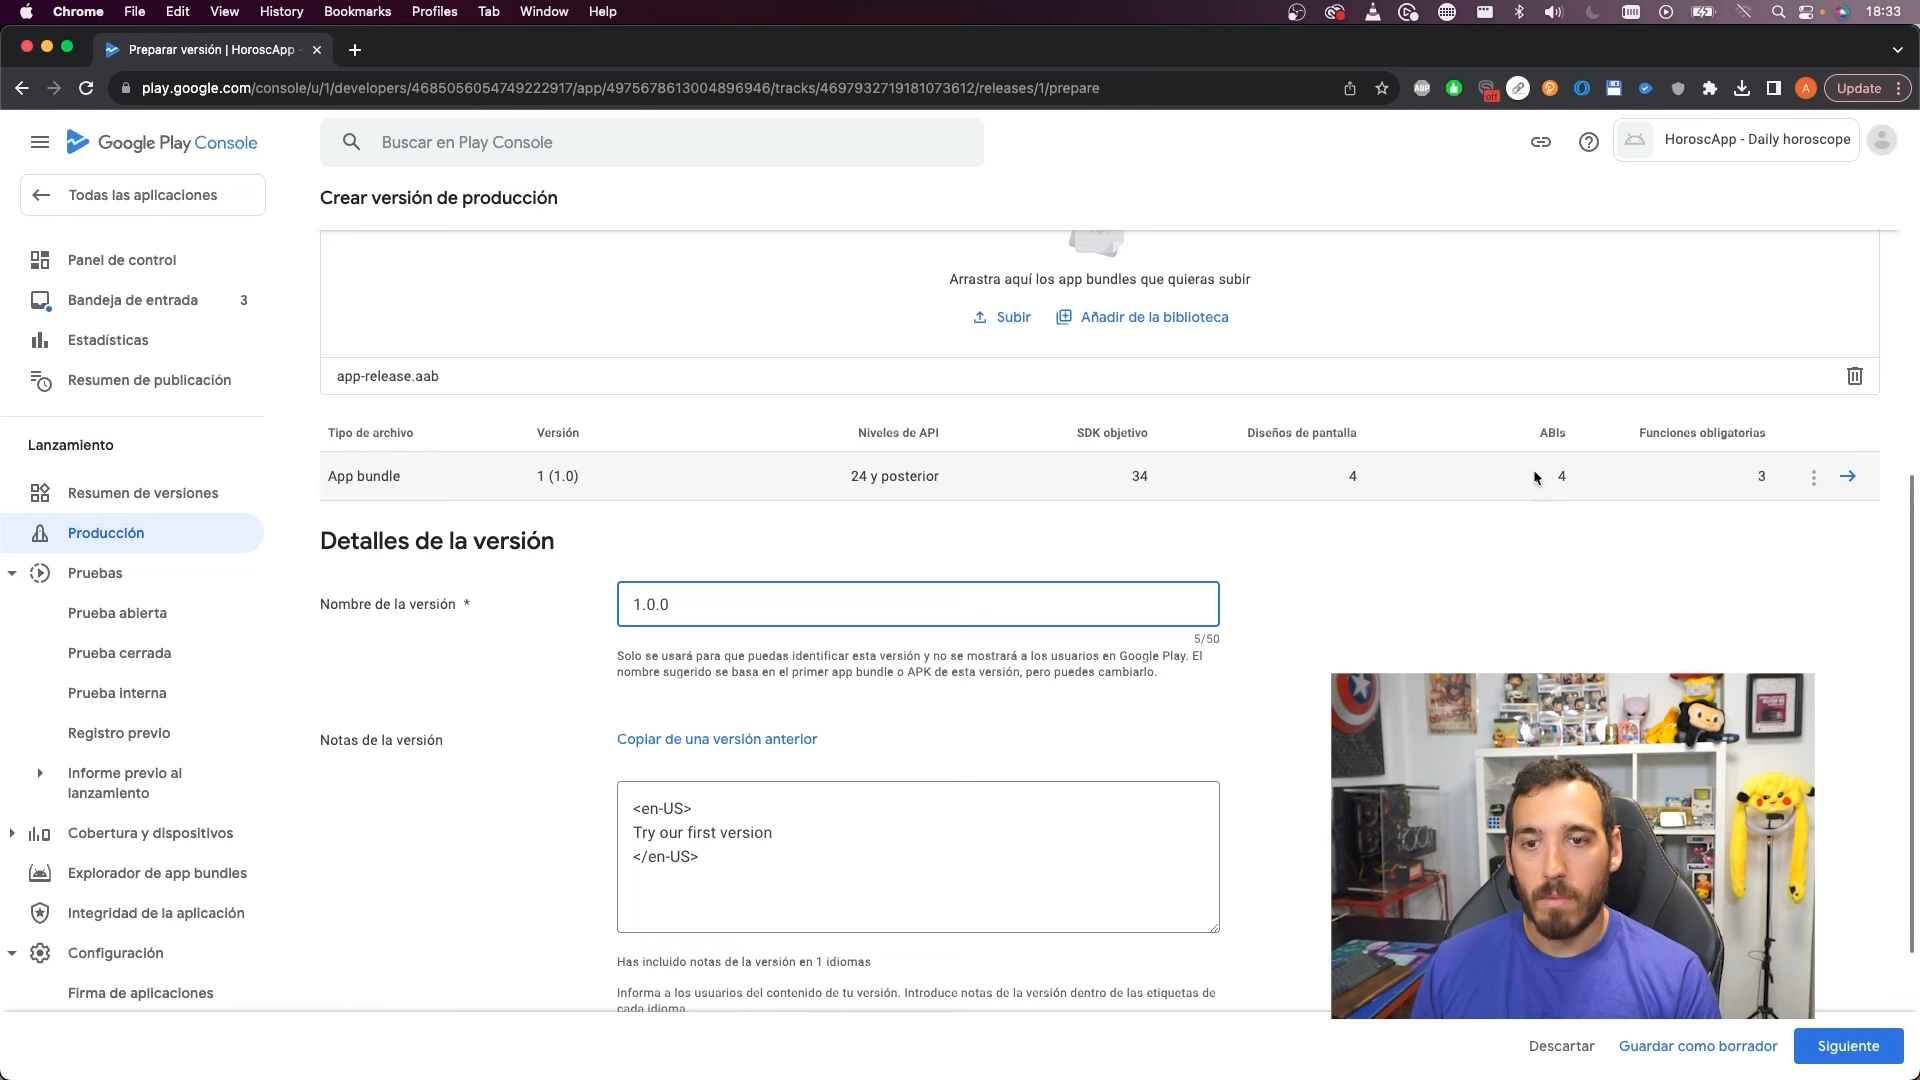 Chrome File Edit View History Bookmarks Profiles Tab Window Help 18:33
Preparar versión | HoroscApp -
play.google.com/console/u/1/developers/4685056054749222917/app/4975678613004896946/tracks/4697932719181073612/releases/1/prepare
ABP off A Update
Google Play Console
Buscar en Play Console
HoroscApp - Daily horoscope
Todas las aplicaciones
Crear versión de producción
Panel de control
Bandeja de entrada 3
Estadísticas
Resumen de publicación
Lanzamiento
Resumen de versiones
Producción
Pruebas
Prueba abierta
Prueba cerrada
Prueba interna
Registro previo
Informe previo al
lanzamiento
Cobertura y dispositivos
Explorador de app bundles
Integridad de la aplicación
Configuración
Firma de aplicaciones
Arrastra aquí los app bundles que quieras subir
Subir Añadir de la biblioteca
app-release.aab
Tipo de archivo Versión Niveles de API SDK objetivo Diseños de pantalla ABIs Funciones obligatorias
App bundle 1 (1.0) 24 y posterior 34 4 4 3
Detalles de la versión
Nombre de la versión *
1.0.0
5/50
Solo se usará para que puedas identificar esta versión y no se mostrará a los usuarios en Google Play. El
nombre sugerido se basa en el primer app bundle o APK de esta versión, pero puedes cambiarlo.
Notas de la versión
Copiar de una versión anterior
<en-US>
Try our first version
</en-US>
Has incluido notas de la versión en 1 idiomas
Informa a los usuarios del contenido de tu versión. Introduce notas de la versión dentro de las etiquetas de
cada idioma.
Descartar Guardar como borrador Siguiente